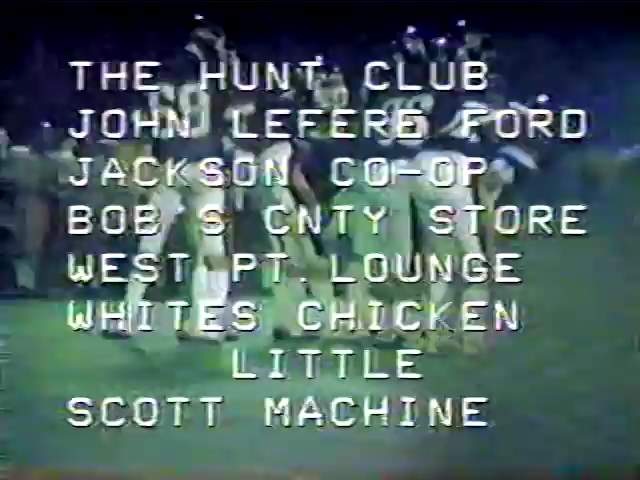 THE HUNT CLUB
JOHN LEFERE FORD
JACKSON CO-OP
BOB'S CNTY STORE
WEST PT. LOUNGE
WHITES CHICKEN
LITTLE
SCOTT MACHINE